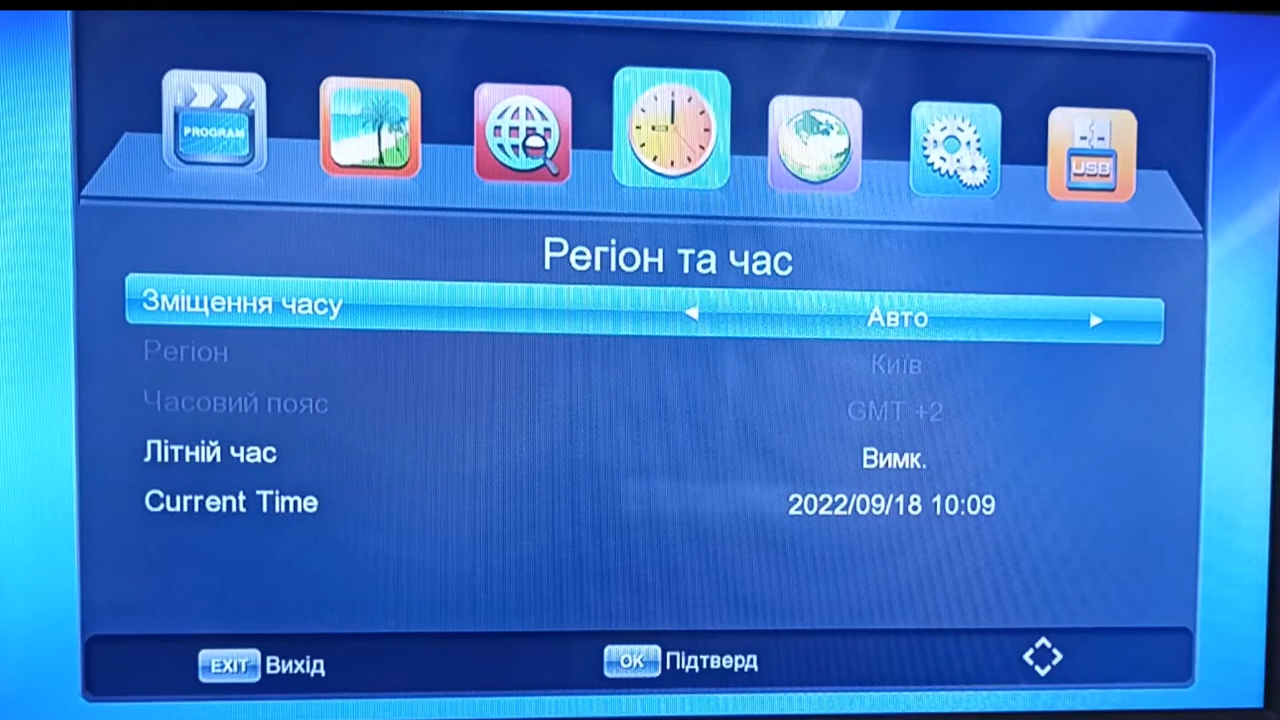 PROGRAM
USB
Регіон та час
Зміщення часу Авто
Регіон Київ
Часовий пояс GMT +2
Літній час Вимк.
Current Time 2022/09/18 10:09
EXIT Вихід OK Підтверд